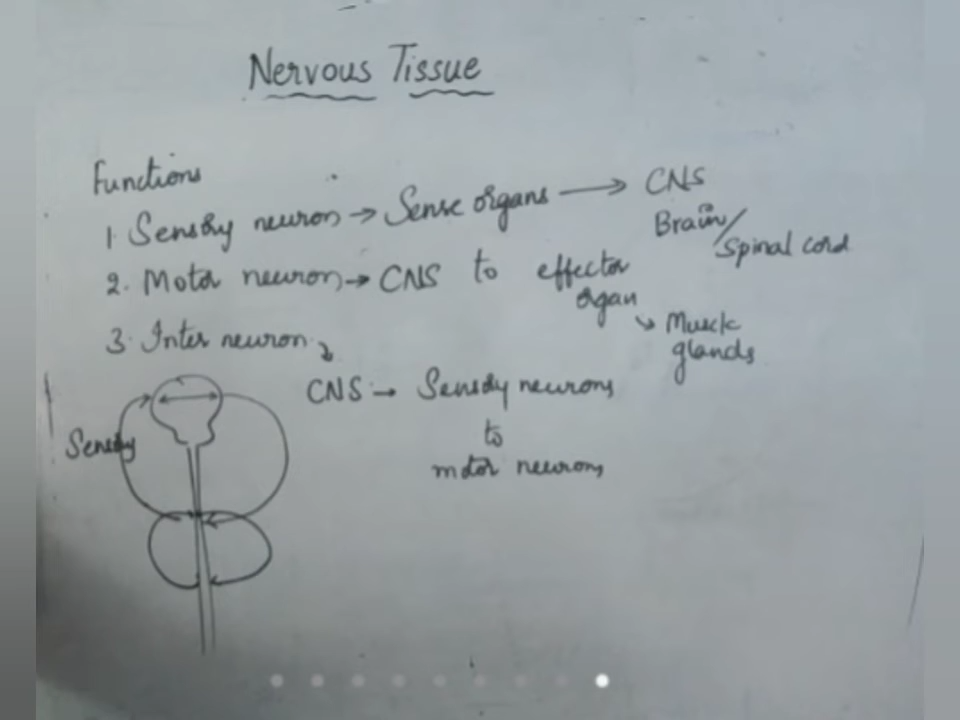 Nervous Tissue
Functions
1. Sensory neuron → Sense organs → CNS
Brain/
Spinal cord
2. Motor neuron → CNS to effector
organ
↘ Muscle
glands
3. Inter neuron ↘
CNS → Sensory neurons
to
motor neurons
Sensory